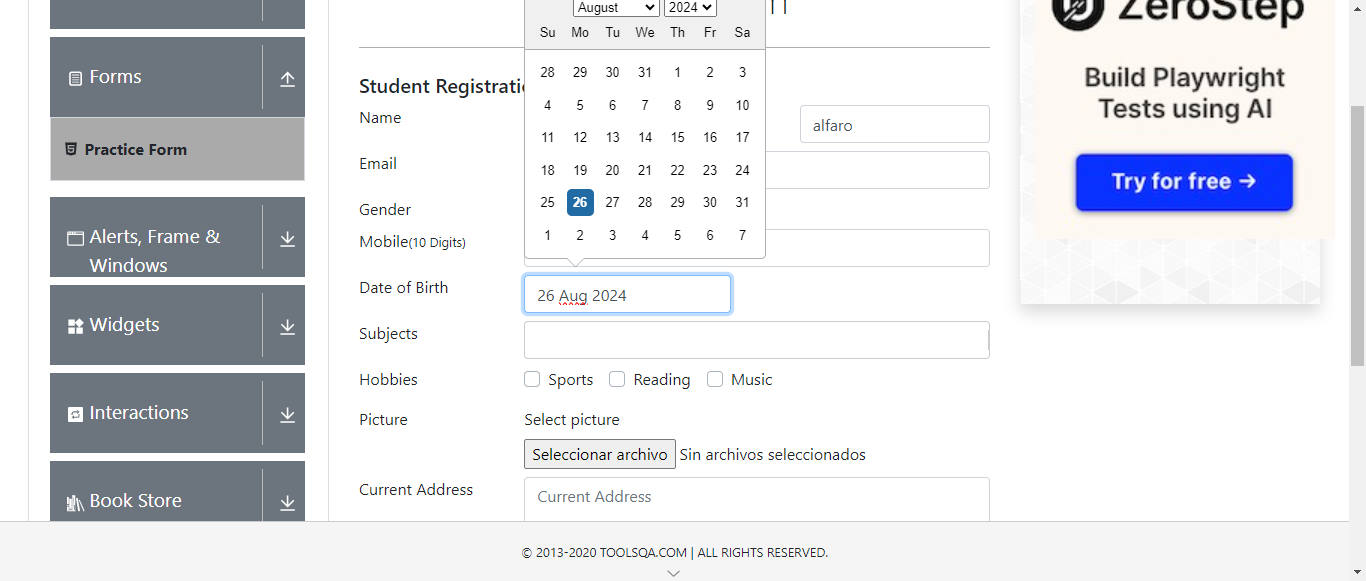 August 2024
Su Mo Tu We Th Fr Sa
28 29 30 31 1 2 3
4 5 6 7 8 9 10
11 12 13 14 15 16 17
18 19 20 21 22 23 24
25 26 27 28 29 30 31
1 2 3 4 5 6 7
Forms
Practice Form
Alerts, Frame &
Windows
Widgets
Interactions
Book Store
Student Registrati
Name alfaro
Email
Gender
Mobile(10 Digits)
Date of Birth 26 Aug 2024
Subjects
Hobbies Sports Reading Music
Picture Select picture
Seleccionar archivo Sin archivos seleccionados
Current Address Current Address
ZeroStep
Build Playwright
Tests using AI
Try for free →
© 2013-2020 TOOLSQA.COM | ALL RIGHTS RESERVED.